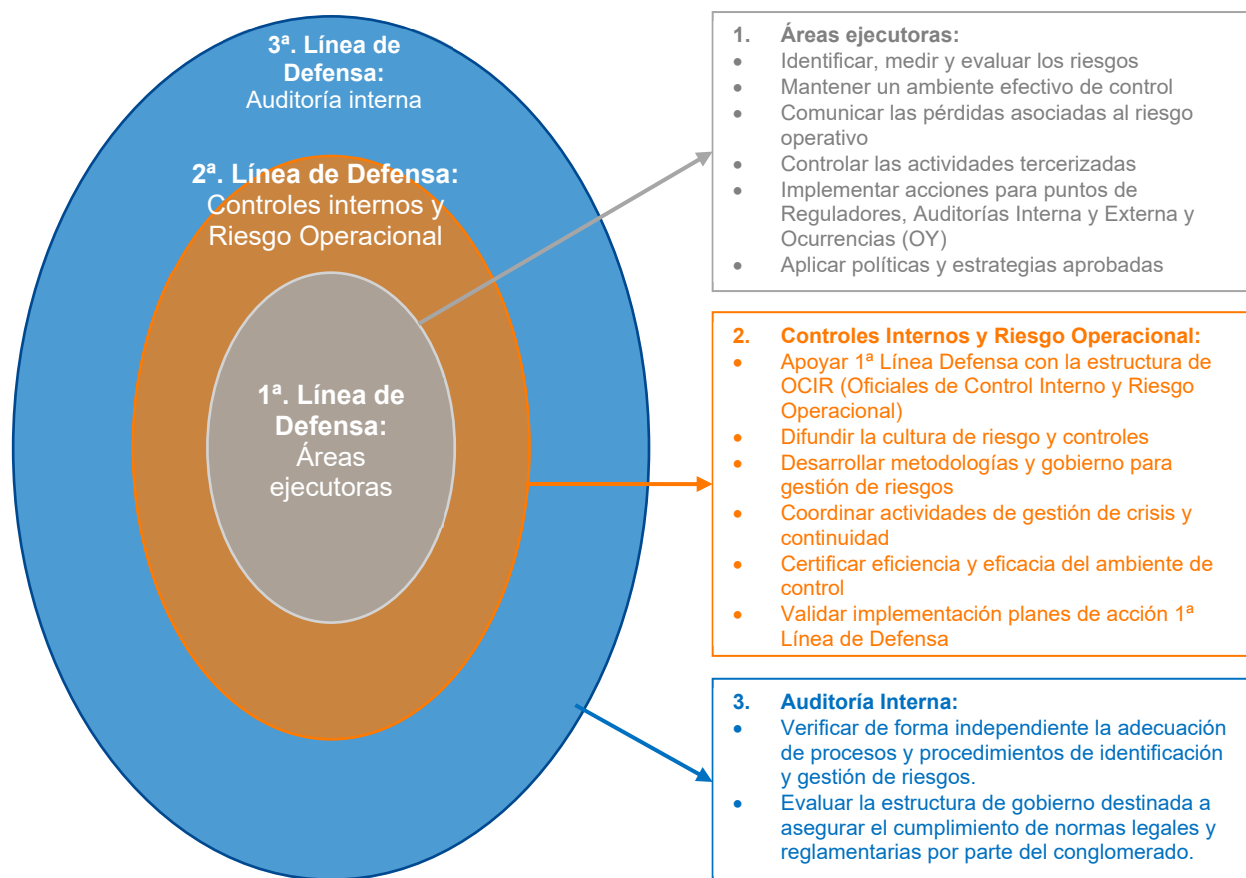 3ª. Línea de
Defensa:
Auditoría interna
2ª. Línea de Defensa:
Controles internos y
Riesgo Operacional
1ª. Línea de
Defensa:
Áreas
ejecutoras
1. Áreas ejecutoras:
• Identificar, medir y evaluar los riesgos
• Mantener un ambiente efectivo de control
• Comunicar las pérdidas asociadas al riesgo
operativo
• Controlar las actividades tercerizadas
• Implementar acciones para puntos de
Reguladores, Auditorías Interna y Externa y
Ocurrencias (OY)
• Aplicar políticas y estrategias aprobadas
2. Controles Internos y Riesgo Operacional:
• Apoyar 1ª Línea Defensa con la estructura de
OCIR (Oficiales de Control Interno y Riesgo
Operacional)
• Difundir la cultura de riesgo y controles
• Desarrollar metodologías y gobierno para
gestión de riesgos
• Coordinar actividades de gestión de crisis y
continuidad
• Certificar eficiencia y eficacia del ambiente de
control
• Validar implementación planes de acción 1ª
Línea de Defensa
3. Auditoría Interna:
• Verificar de forma independiente la adecuación
de procesos y procedimientos de identificación
y gestión de riesgos.
• Evaluar la estructura de gobierno destinada a
asegurar el cumplimiento de normas legales y
reglamentarias por parte del conglomerado.